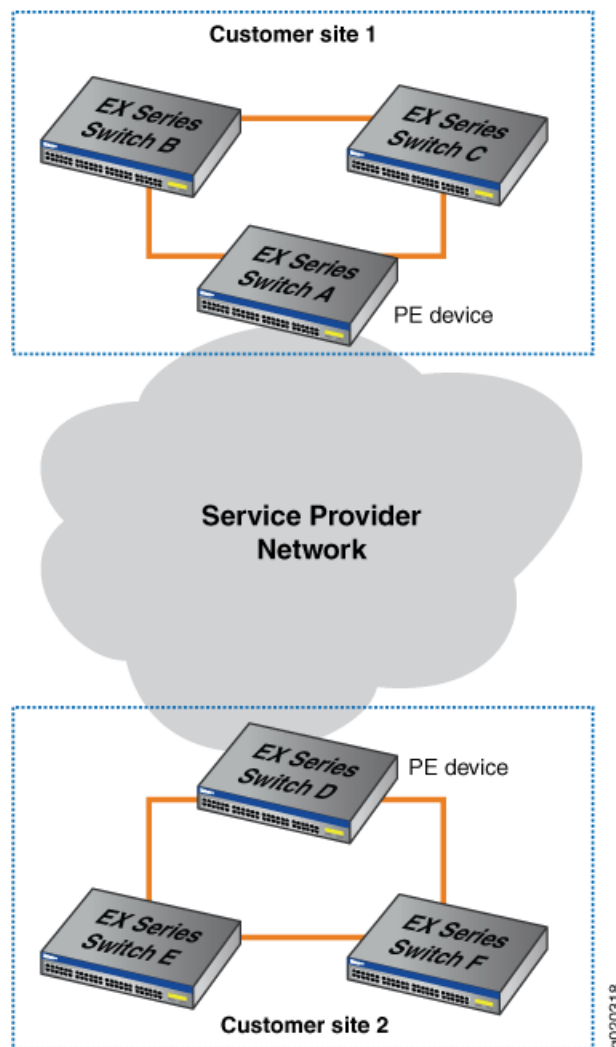 Customer site 1
EX Series
Switch B
EX Series
Switch C
EX Series
Switch A
PE device
Service Provider
Network
EX Series
Switch D
PE device
EX Series
Switch E
EX Series
Switch F
Customer site 2